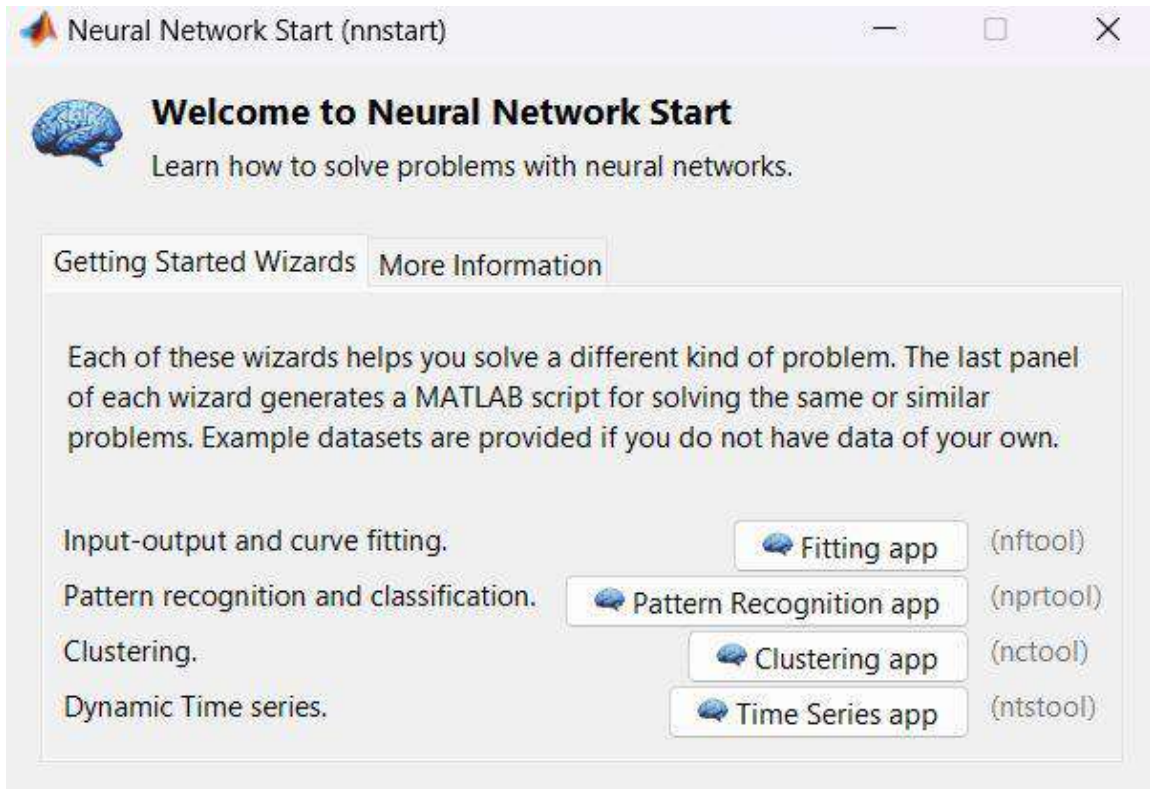 Neural Network Start (nnstart)
Welcome to Neural Network Start
Learn how to solve problems with neural networks.
Getting Started Wizards More Information
Each of these wizards helps you solve a different kind of problem. The last panel
of each wizard generates a MATLAB script for solving the same or similar
problems. Example datasets are provided if you do not have data of your own.
Input-output and curve fitting. Fitting app (nftool)
Pattern recognition and classification. Pattern Recognition app (nprtool)
Clustering. Clustering app (nctool)
Dynamic Time series. Time Series app (ntstool)